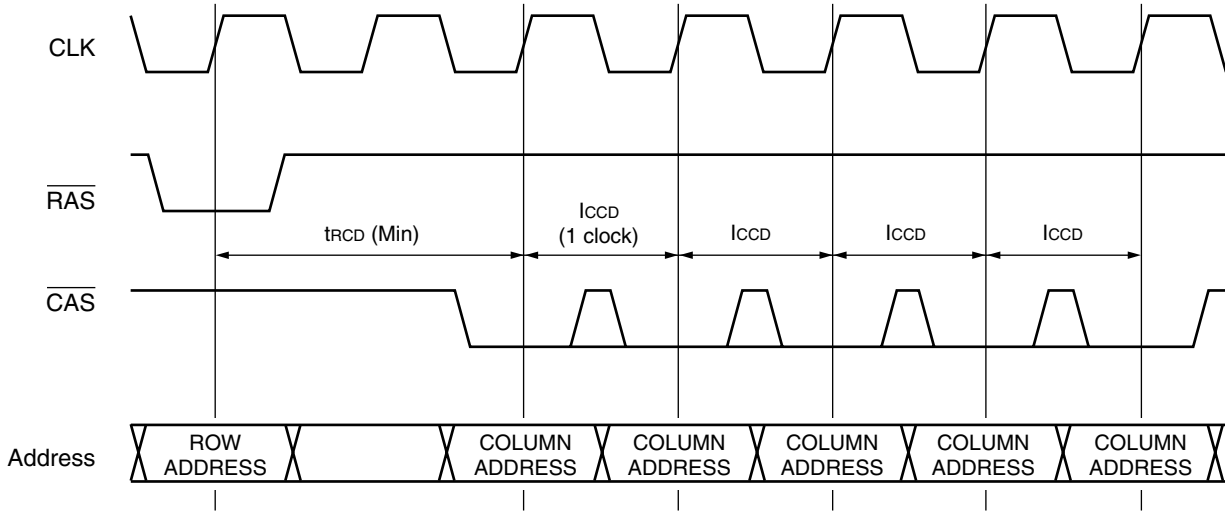 CLK
RAS
tRCD (Min)
ICCD
(1 clock)
ICCD
ICCD
ICCD
CAS
Address
ROW
ADDRESS
COLUMN
ADDRESS
COLUMN
ADDRESS
COLUMN
ADDRESS
COLUMN
ADDRESS
COLUMN
ADDRESS